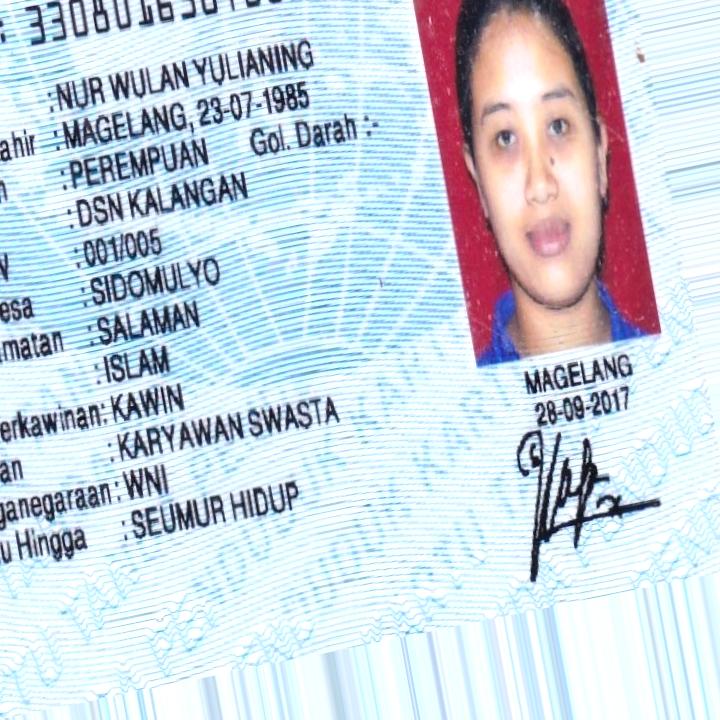 :NUR WULAN YULIANING
ahir :MAGELANG, 23-07-1985
:PEREMPUAN Gol. Darah :-
:DSN KALANGAN
:001/005
esa :SIDOMULYO
matan :SALAMAN
:ISLAM
erkawinan: KAWIN
an :KARYAWAN SWASTA
ganegaraan: WNI
u Hingga :SEUMUR HIDUP
MAGELANG
28-09-2017